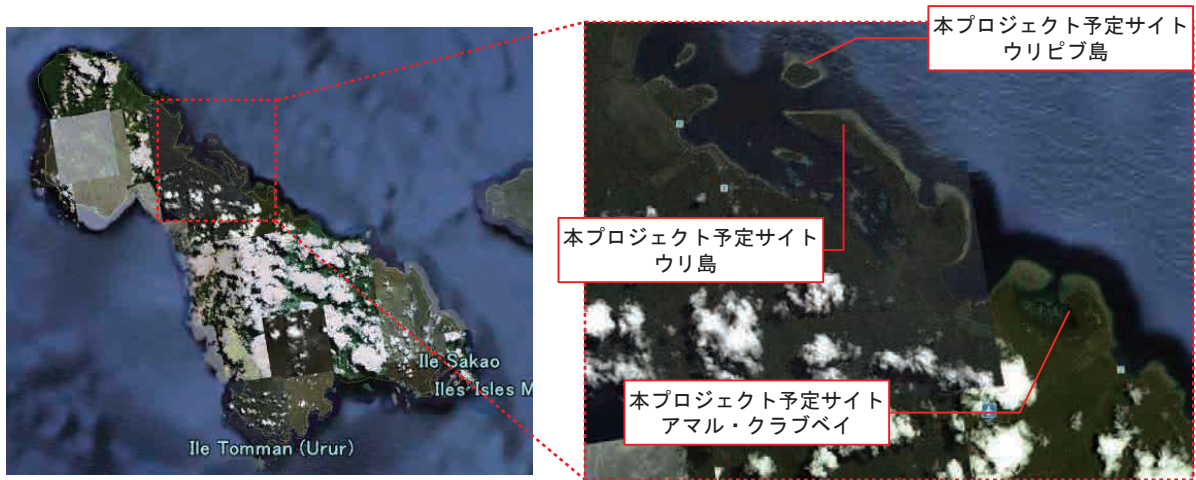 本プロジェクト予定サイト
ウリピブ島
本プロジェクト予定サイト
ウリ島
本プロジェクト予定サイト
アマル・クラブベイ
Ile Sakao
Iles Isles M
Ile Tomman (Urur)